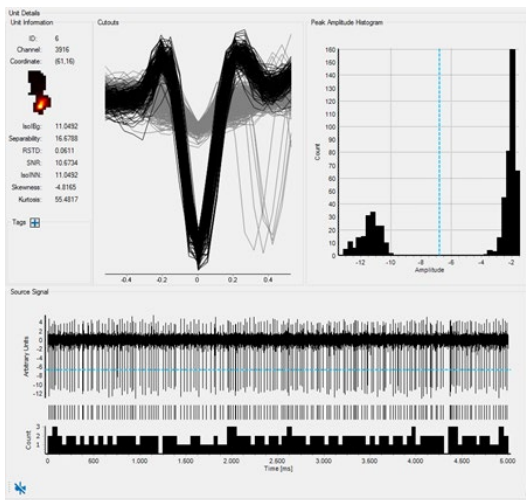 Unit Details
Unit Information
ID: 6
Channel: 3916
Coordinate: (61,16)
IsoIBg: 11.0492
Separability: 16.6788
RSTD: 0.0611
SNR: 10.6734
IsoINN: 11.0492
Skewness: -4.8165
Kurtosis: 55.4817
Tags
Cutouts
-0.4 -0.2 0 0.2 0.4
Peak Amplitude Histogram
Count
160
150
140
130
120
110
100
90
80
70
60
50
40
30
20
10
0
-12 -10 -8 -6 -4 -2
Amplitude
Source Signal
Arbitrary Units
4
2
0
-2
-4
-6
-8
-10
-12
Count
3
2
1
0 500 1.000 1.500 2.000 2.500 3.000 3.500 4.000 4.500 5.000
Time [ms]